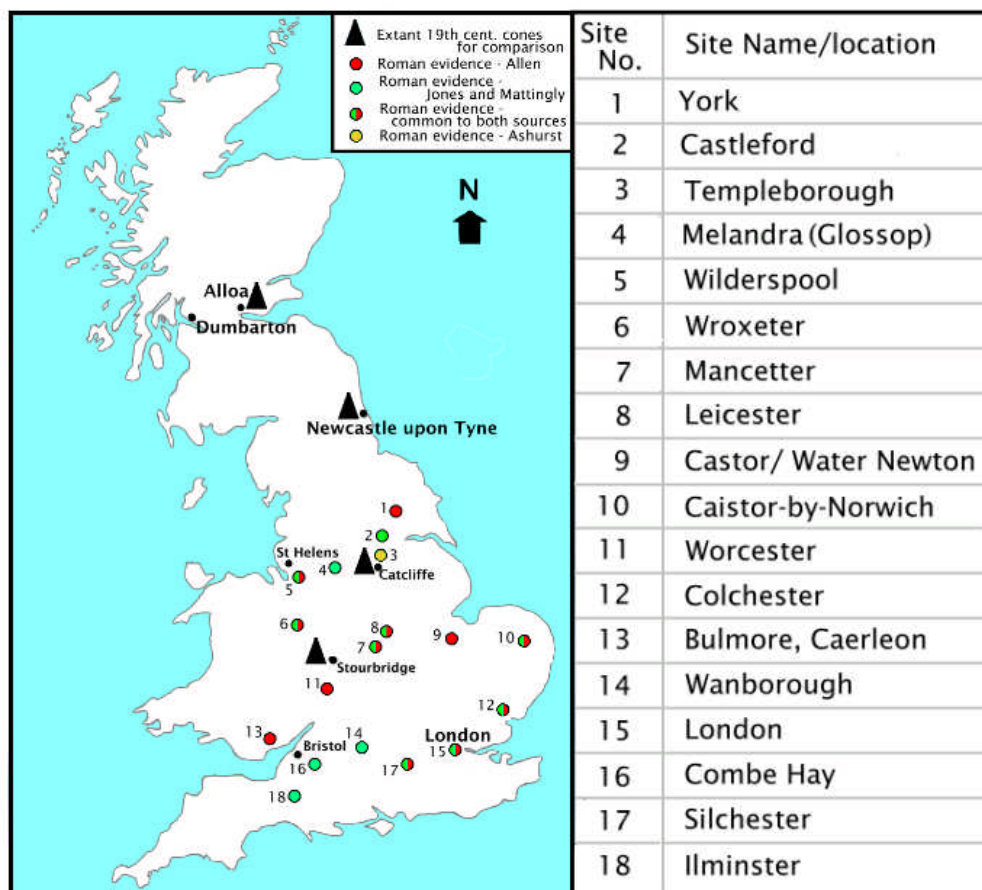 Extant 19th cent. cones
for comparison
Roman evidence - Allen
Roman evidence -
Jones and Mattingly
Roman evidence -
common to both sources
Roman evidence - Ashurst
N
Alloa
Dumbarton
Newcastle upon Tyne
1
2
St Helens
3
4
Catcliffe
5
6
8
9
10
7
Stourbridge
11
12
13
14
London
Bristol
15
16
17
18
Site No.
Site Name/location
1 York
2 Castleford
3 Templeborough
4 Melandra (Glossop)
5 Wilderspool
6 Wroxeter
7 Mancetter
8 Leicester
9 Castor/ Water Newton
10 Caistor-by-Norwich
11 Worcester
12 Colchester
13 Bulmore, Caerleon
14 Wanborough
15 London
16 Combe Hay
17 Silchester
18 Ilminster